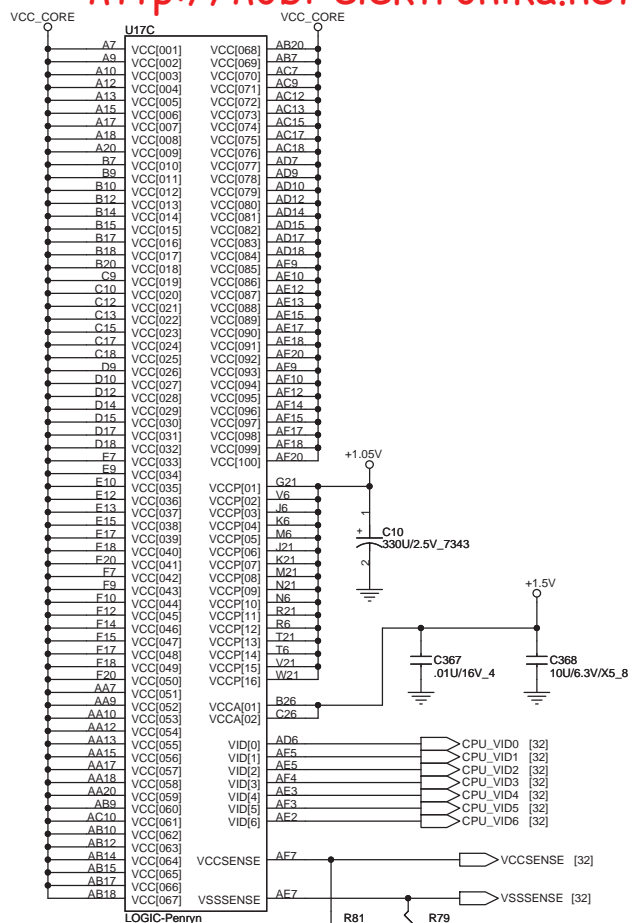 VCC_CORE VCC_CORE
U17C
A7 VCC[001] VCC[068] AB20
A9 VCC[002] VCC[069] AB7
A10 VCC[003] VCC[070] AC7
A12 VCC[004] VCC[071] AC9
A13 VCC[005] VCC[072] AC12
A15 VCC[006] VCC[073] AC13
A17 VCC[007] VCC[074] AC15
A18 VCC[008] VCC[075] AC17
A20 VCC[009] VCC[076] AC18
B7 VCC[010] VCC[077] AD7
B9 VCC[011] VCC[078] AD9
B10 VCC[012] VCC[079] AD10
B12 VCC[013] VCC[080] AD12
B14 VCC[014] VCC[081] AD14
B15 VCC[015] VCC[082] AD15
B17 VCC[016] VCC[083] AD17
B18 VCC[017] VCC[084] AD18
B20 VCC[018] VCC[085] AE9
C9 VCC[019] VCC[086] AE10
C10 VCC[020] VCC[087] AE12
C12 VCC[021] VCC[088] AE13
C13 VCC[022] VCC[089] AE15
C15 VCC[023] VCC[090] AE17
C17 VCC[024] VCC[091] AE18
C18 VCC[025] VCC[092] AE20
D9 VCC[026] VCC[093] AF9
D10 VCC[027] VCC[094] AF10
D12 VCC[028] VCC[095] AF12
D14 VCC[029] VCC[096] AF14
D15 VCC[030] VCC[097] AF15
D17 VCC[031] VCC[098] AF17
D18 VCC[032] VCC[099] AF18
E7 VCC[033] VCC[100] AF20
E9 VCC[034]
+1.05V
E10 VCC[035] VCCP[01] G21
E12 VCC[036] VCCP[02] V6
E13 VCC[037] VCCP[03] J6
E15 VCC[038] VCCP[04] K6
E17 VCC[039] VCCP[05] M6
E18 VCC[040] VCCP[06] J21
E20 VCC[041] VCCP[07] K21
F7 VCC[042] VCCP[08] M21
F9 VCC[043] VCCP[09] N21
F10 VCC[044] VCCP[10] N6
F12 VCC[045] VCCP[11] R21
F14 VCC[046] VCCP[12] R6
F15 VCC[047] VCCP[13] T21
F17 VCC[048] VCCP[14] T6
F18 VCC[049] VCCP[15] V21
F20 VCC[050] VCCP[16] W21
1
+ C10
330U/2.5V_7343
2
+1.5V
C367
.01U/16V_4
C368
10U/6.3V/X5_8
AA7 VCC[051]
AA9 VCC[052] VCCA[01] B26
AA10 VCC[053] VCCA[02] C26
AA12 VCC[054]
AA13 VCC[055] VID[0] AD6 CPU_VID0 [32]
AA15 VCC[056] VID[1] AF5 CPU_VID1 [32]
AA17 VCC[057] VID[2] AE5 CPU_VID2 [32]
AA18 VCC[058] VID[3] AF4 CPU_VID3 [32]
AA20 VCC[059] VID[4] AE3 CPU_VID4 [32]
AB9 VCC[060] VID[5] AF3 CPU_VID5 [32]
AC10 VCC[061] VID[6] AE2 CPU_VID6 [32]
AB10 VCC[062]
AB12 VCC[063]
AB14 VCC[064] VCCSENSE AF7 VCCSENSE [32]
AB15 VCC[065]
AB17 VCC[066]
AB18 VCC[067] VSSSENSE AE7 VSSSENSE [32]
LOGIC-Penryn R81 R79